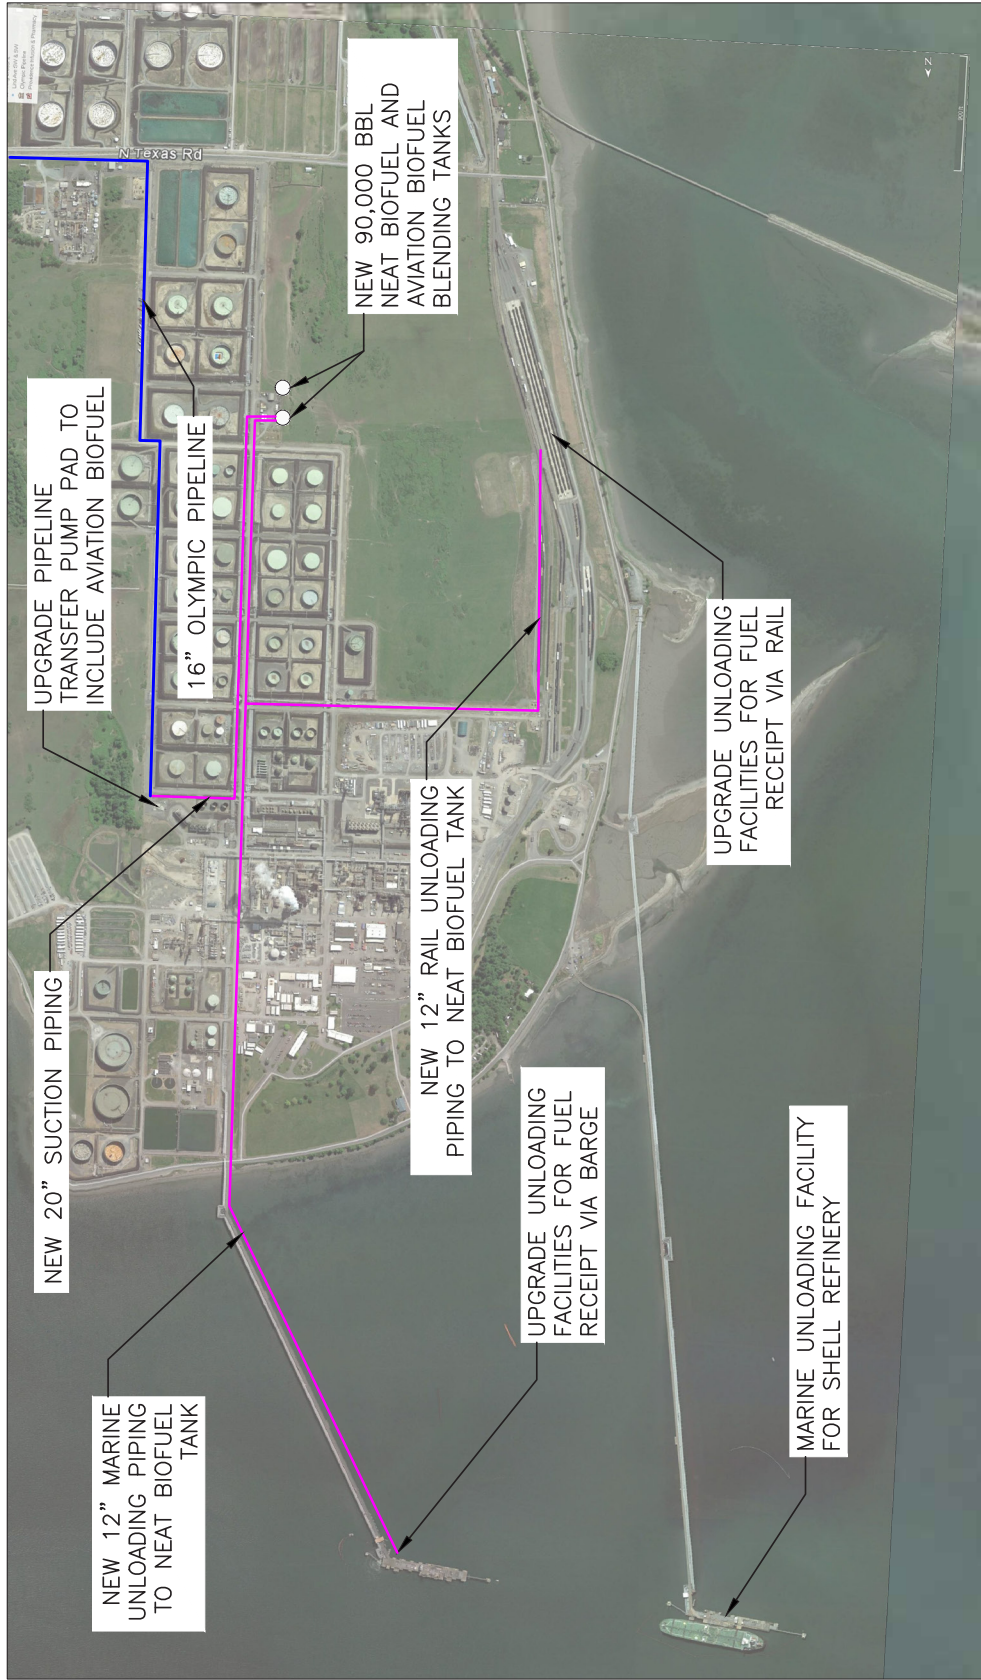 N Texas Rd
NEW 90,000 BBL
NEAT BIOFUEL AND
AVIATION BIOFUEL
BLENDING TANKS
UPGRADE PIPELINE
TRANSFER PUMP PAD TO
INCLUDE AVIATION BIOFUEL
16" OLYMPIC PIPELINE
NEW 20" SUCTION PIPING
NEW 12" RAIL UNLOADING
PIPING TO NEAT BIOFUEL TANK
UPGRADE UNLOADING
FACILITIES FOR FUEL
RECEIPT VIA RAIL
NEW 12" MARINE
UNLOADING PIPING
TO NEAT BIOFUEL
TANK
UPGRADE UNLOADING
FACILITIES FOR FUEL
RECEIPT VIA BARGE
MARINE UNLOADING FACILITY
FOR SHELL REFINERY
N